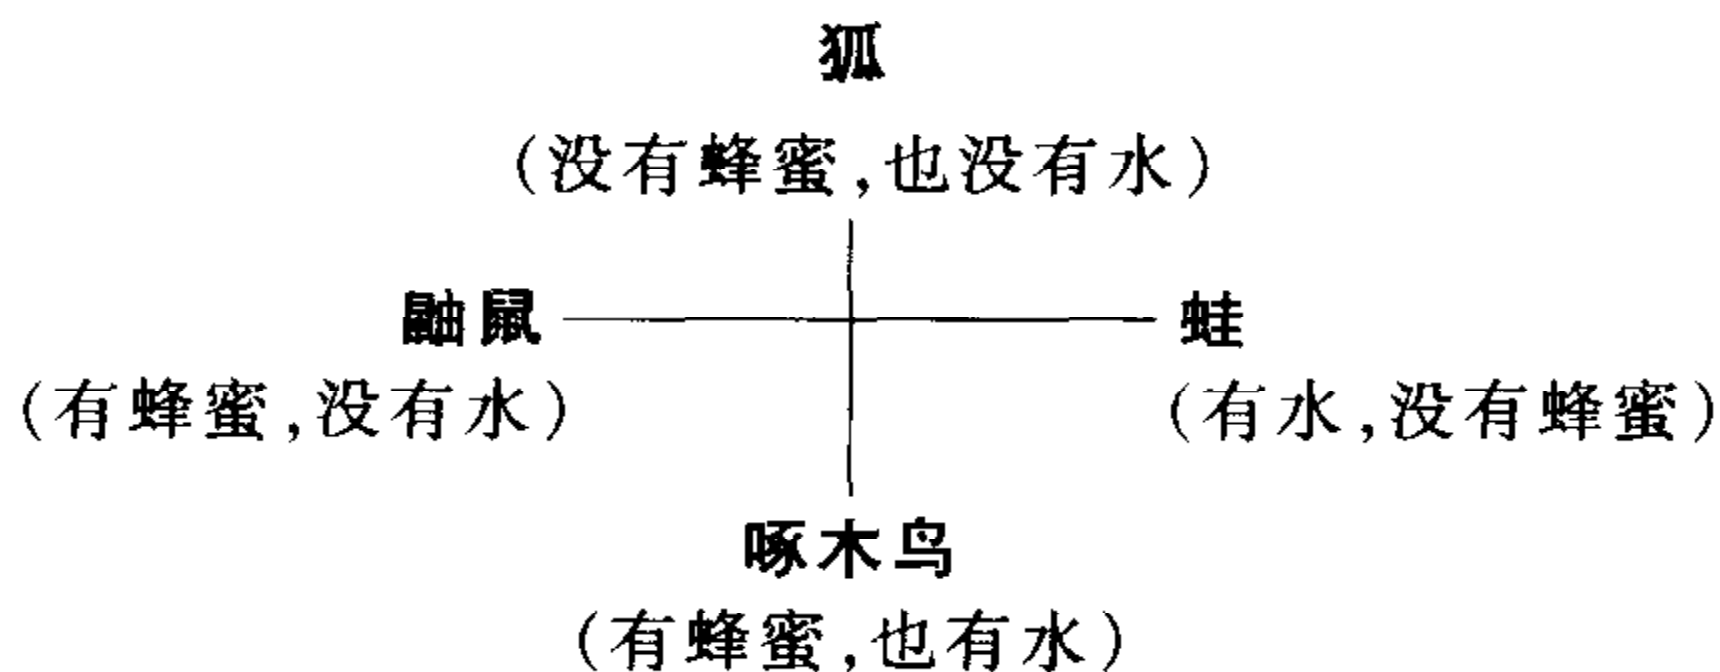 狐
(没有蜂蜜,也没有水)
鼬鼠 蛙
(有蜂蜜,没有水) (有水,没有蜂蜜)
啄木鸟
(有蜂蜜,也有水)